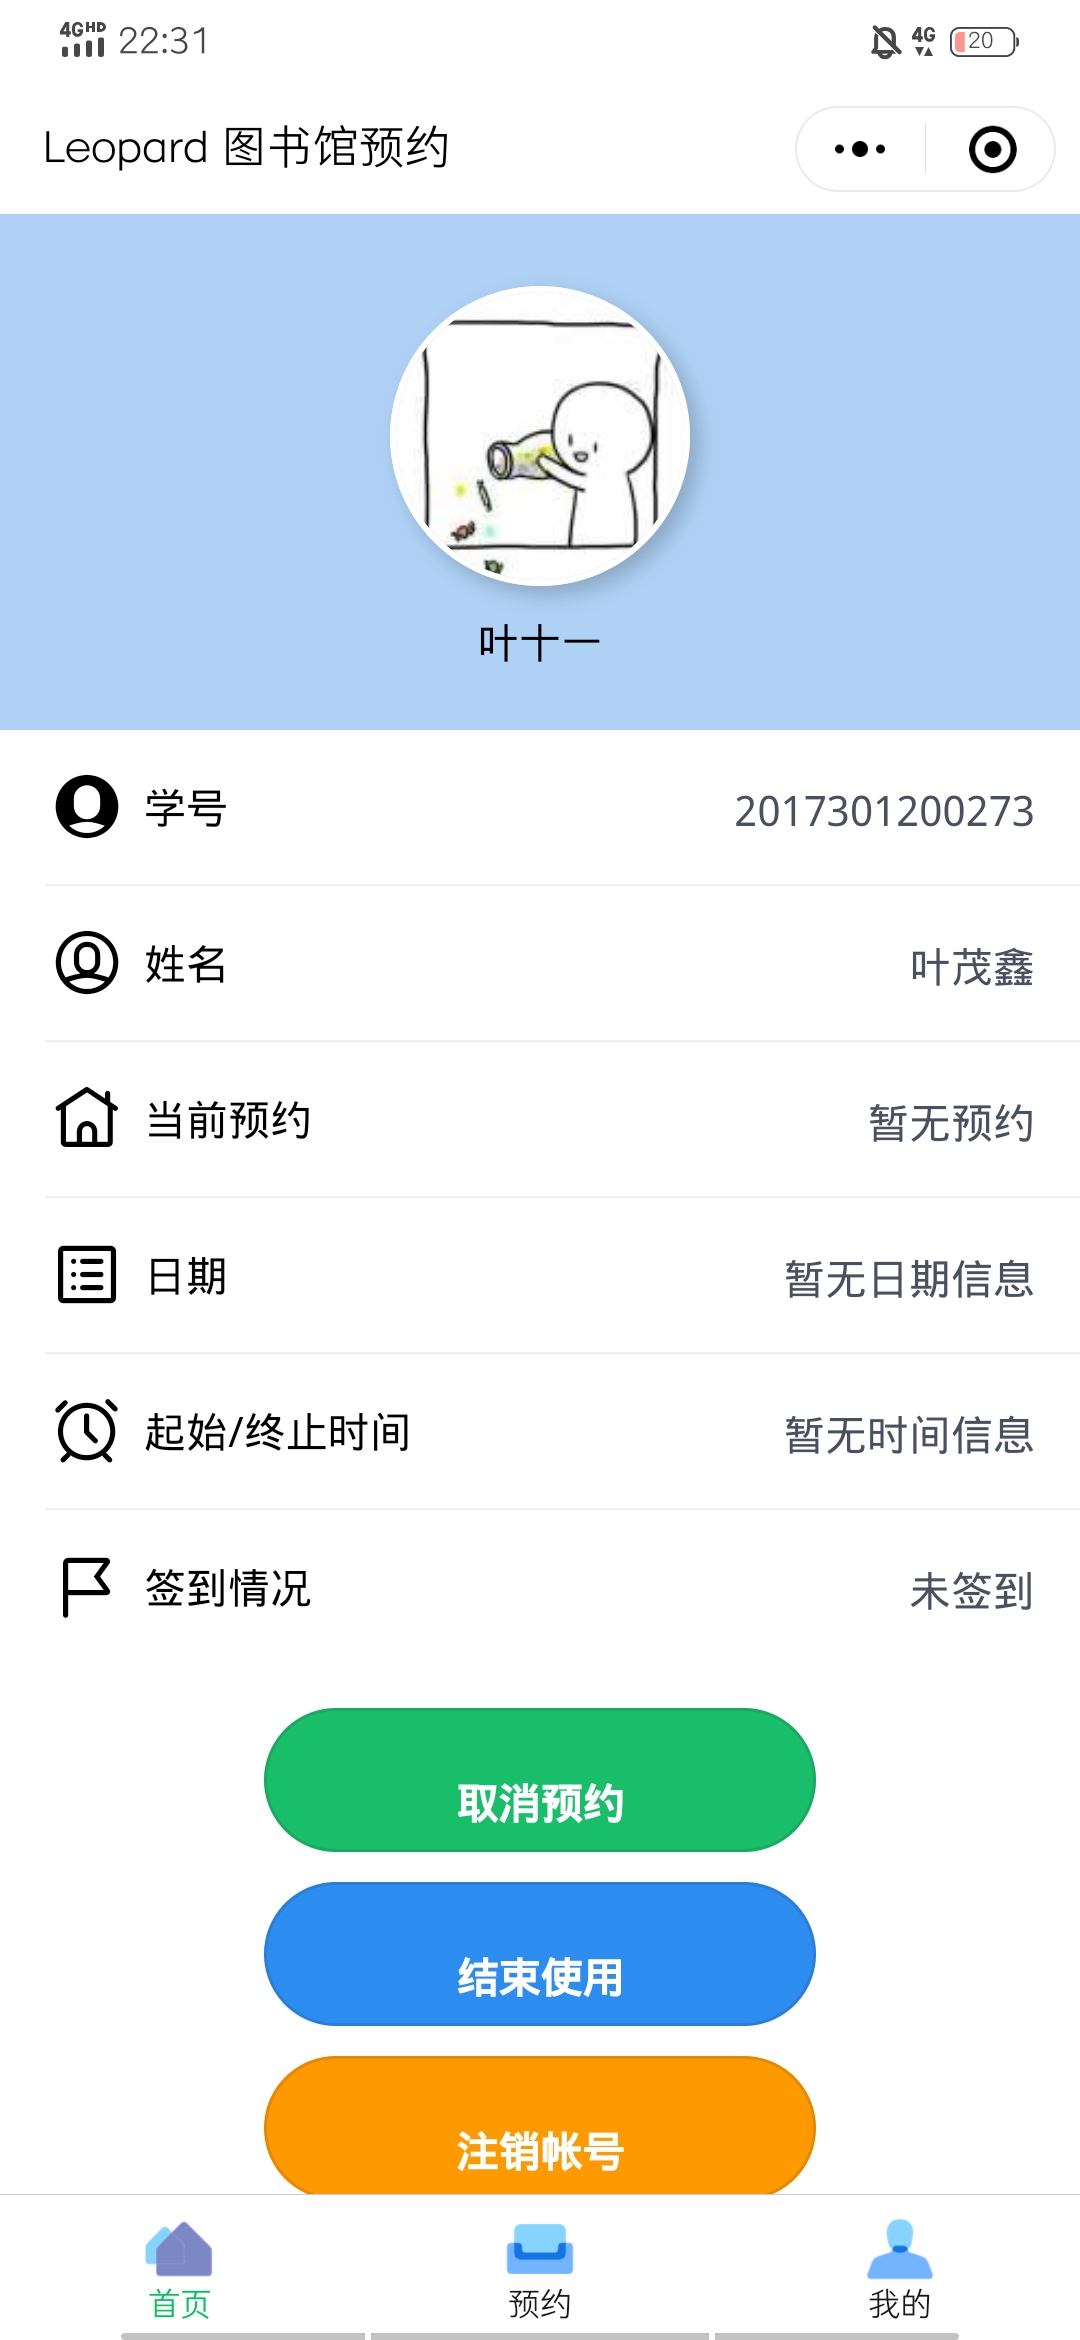 4GHD 22:31 4G 20
Leopard 图书馆预约
叶十一
学号 2017301200273
姓名 叶茂鑫
当前预约 暂无预约
日期 暂无日期信息
起始/终止时间 暂无时间信息
签到情况 未签到
取消预约
结束使用
注销帐号
首页 预约 我的